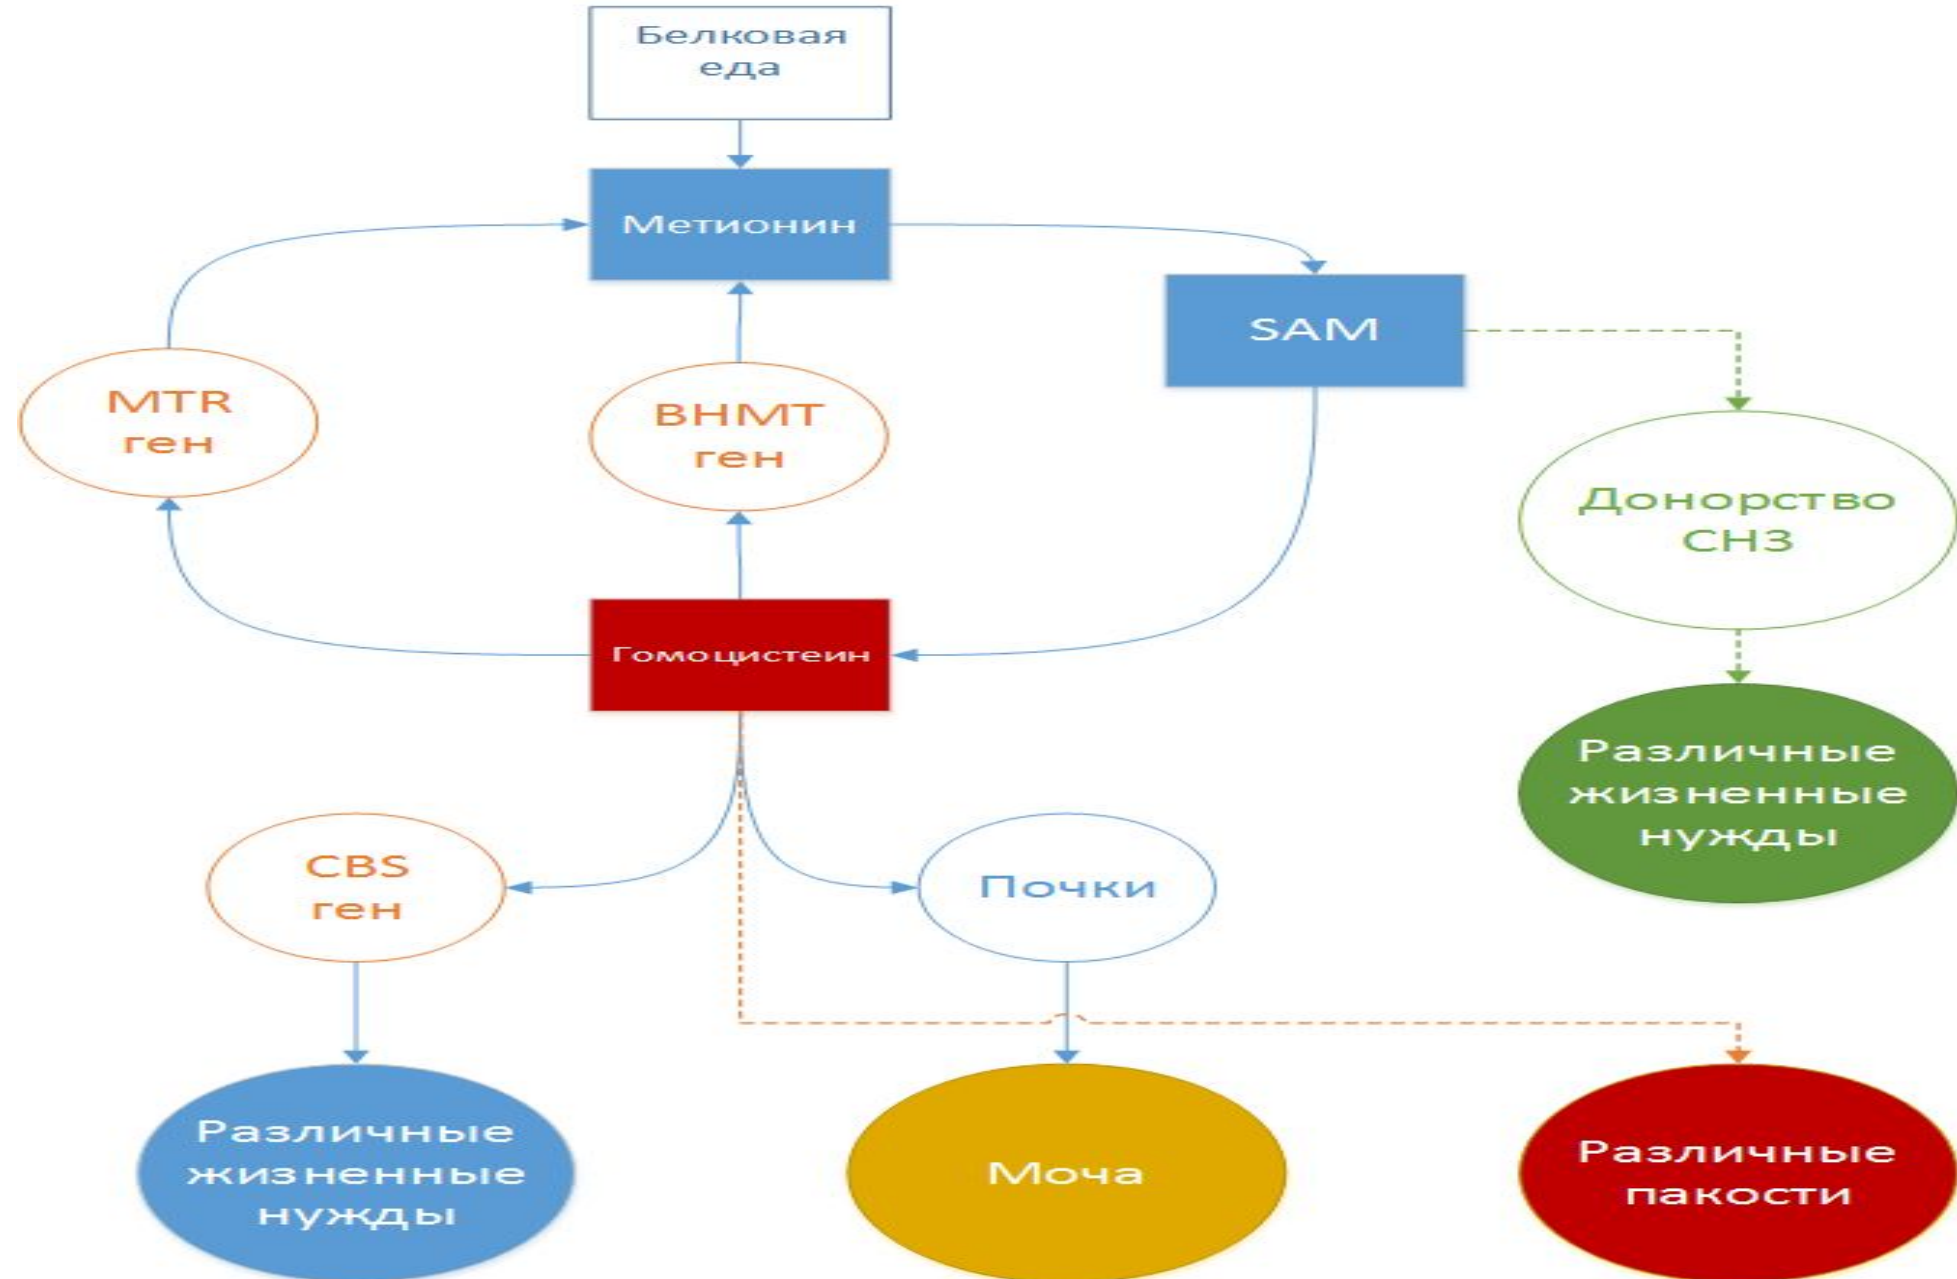 Белковая
еда
Метионин
SAM
MTR
ген
BHMT
ген
Донорство
CH3
Гомоцистеин
Различные
жизненные
нужды
CBS
ген
Почки
Различные
жизненные
нужды
Моча
Различные
пакости